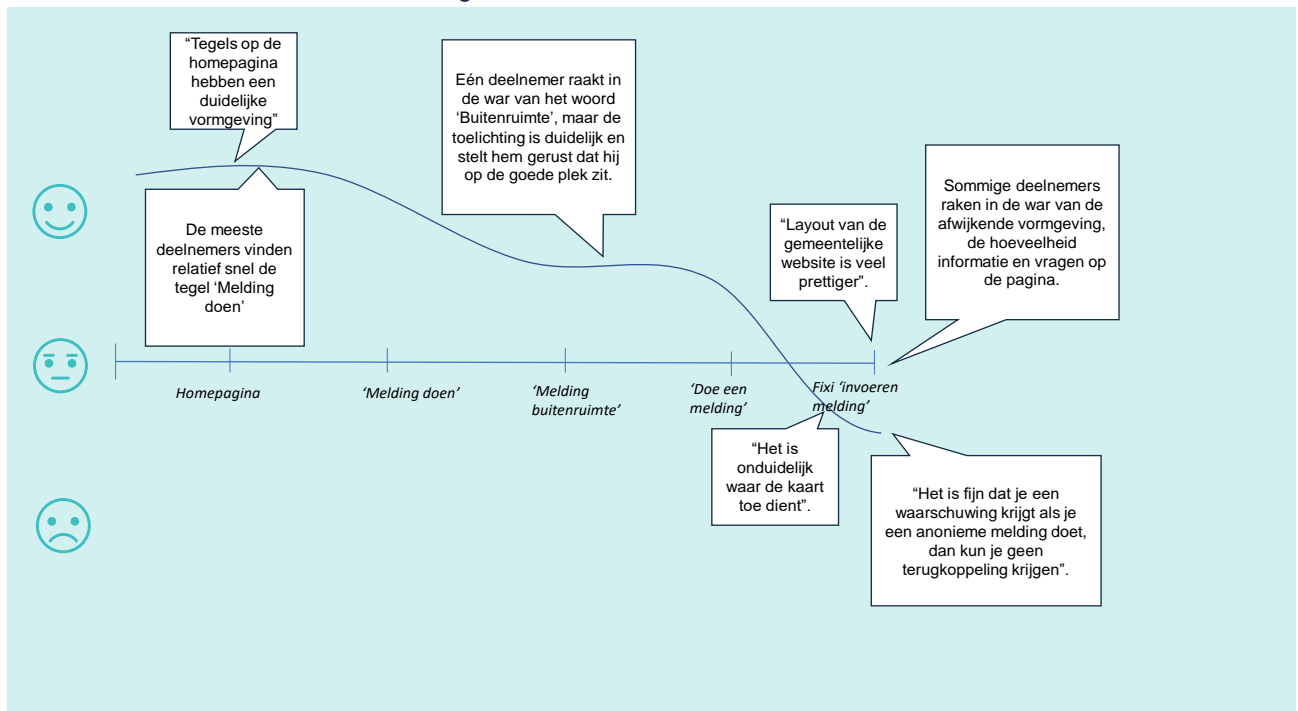 “Tegels op de
homepagina
hebben een
duidelijke
vormgeving”
Eén deelnemer raakt in
de war van het woord
‘Buitenruimte’, maar de
toelichting is duidelijk en
stelt hem gerust dat hij
op de goede plek zit.
De meeste
deelnemers vinden
relatief snel de
tegel ‘Melding
doen’
“Layout van de
gemeentelijke
website is veel
prettiger”.
Sommige deelnemers
raken in de war van de
afwijkende vormgeving,
de hoeveelheid
informatie en vragen op
de pagina.
Homepagina
‘Melding doen’
‘Melding
buitenruimte’
‘Doe een
melding’
Fixi ‘invoeren
melding’
“Het is
onduidelijk
waar de kaart
toe dient”.
“Het is fijn dat je een
waarschuwing krijgt als je
een anonieme melding doet,
dan kun je geen
terugkoppeling krijgen”.